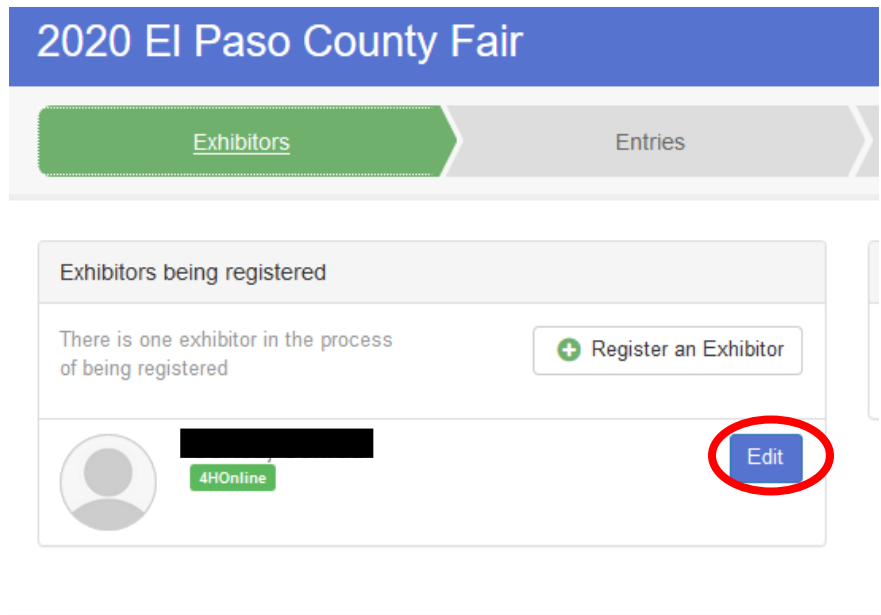 2020 El Paso County Fair
Exhibitors
Entries
Exhibitors being registered
There is one exhibitor in the process
of being registered
Register an Exhibitor
4HOnline
Edit